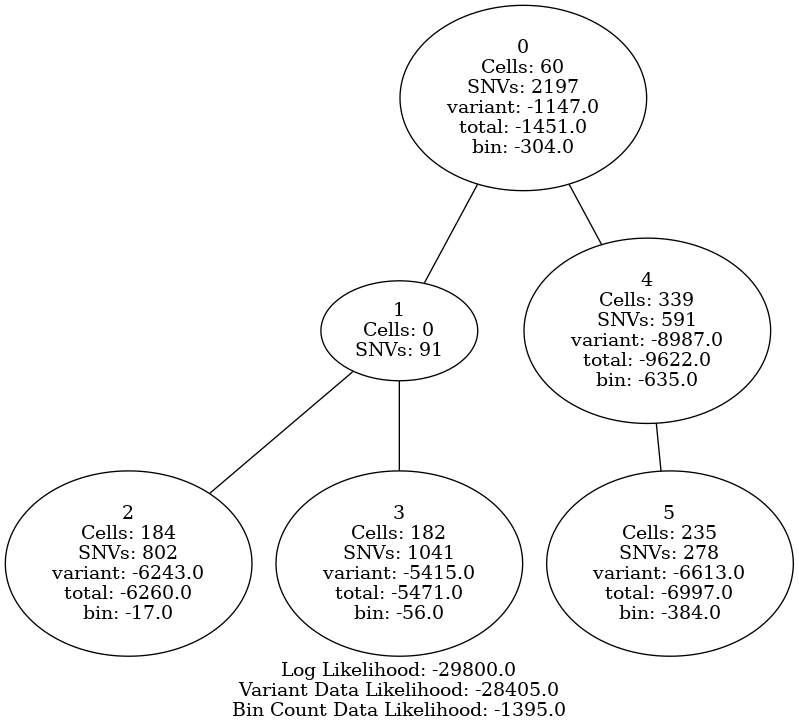 0
Cells: 60
SNVs: 2197
variant: -1147.0
total: -1451.0
bin: -304.0
1
Cells: 0
SNVs: 91
4
Cells: 339
SNVs: 591
variant: -8987.0
total: -9622.0
bin: -635.0
2
Cells: 184
SNVs: 802
variant: -6243.0
total: -6260.0
bin: -17.0
3
Cells: 182
SNVs: 1041
variant: -5415.0
total: -5471.0
bin: -56.0
5
Cells: 235
SNVs: 278
variant: -6613.0
total: -6997.0
bin: -384.0
Log Likelihood: -29800.0
Variant Data Likelihood: -28405.0
Bin Count Data Likelihood: -1395.0